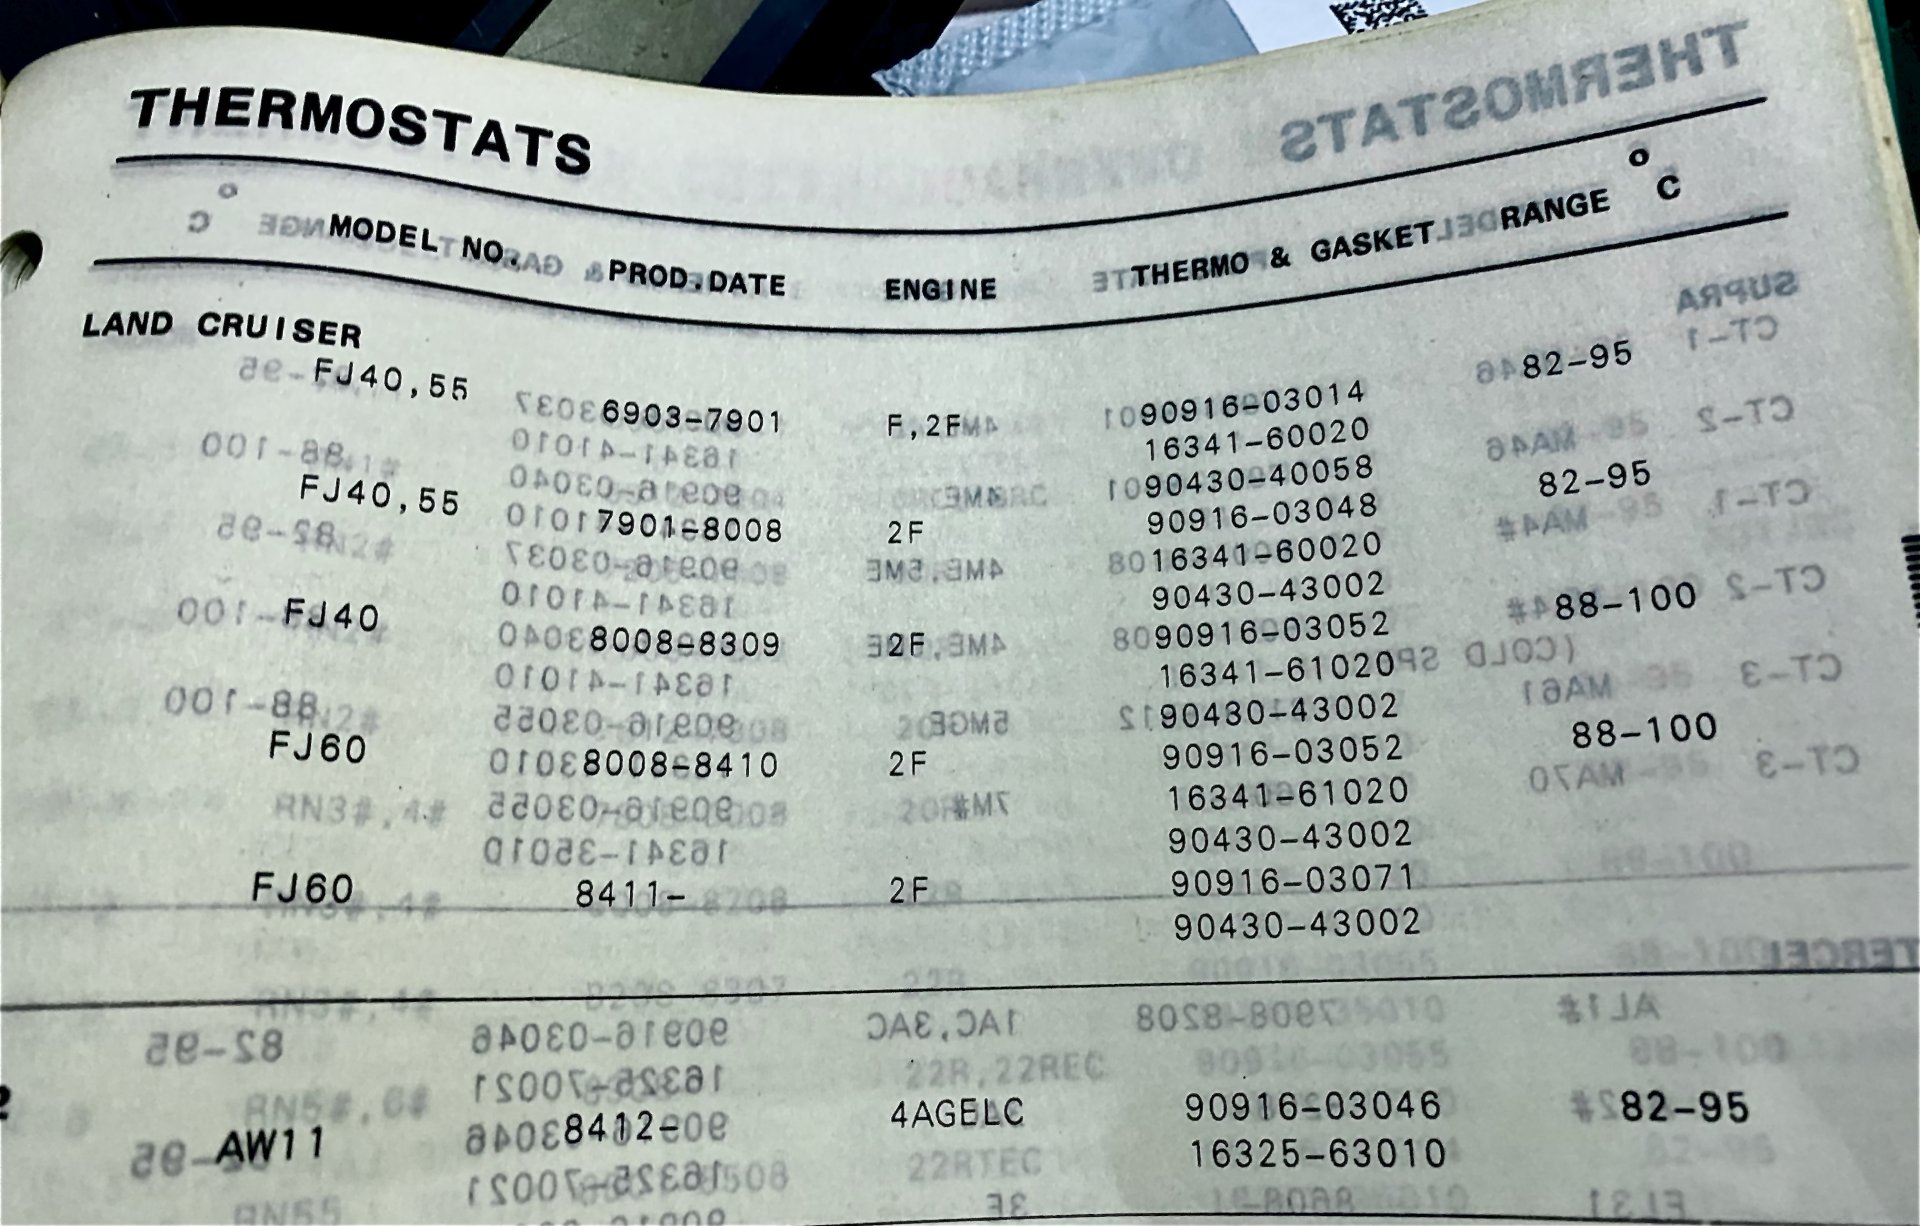 THERMOSTATS
MODEL NO. PROD.DATE ENGINE THERMO & GASKET RANGE °C
LAND CRUISER
FJ40,55 6903-7901 F,2F 90916-03014 82-95
16341-60020
90430-40058
FJ40,55 7901-8008 2F 90916-03048 82-95
16341-60020
90430-43002
FJ40 8008-8309 2F 90916-03052 88-100
16341-61020
90430-43002
FJ60 8008-8410 2F 90916-03052 88-100
16341-61020
90430-43002
FJ60 8411- 2F 90916-03071
90430-43002
AW11 8412- 4AGELC 90916-03046 82-95
16325-63010